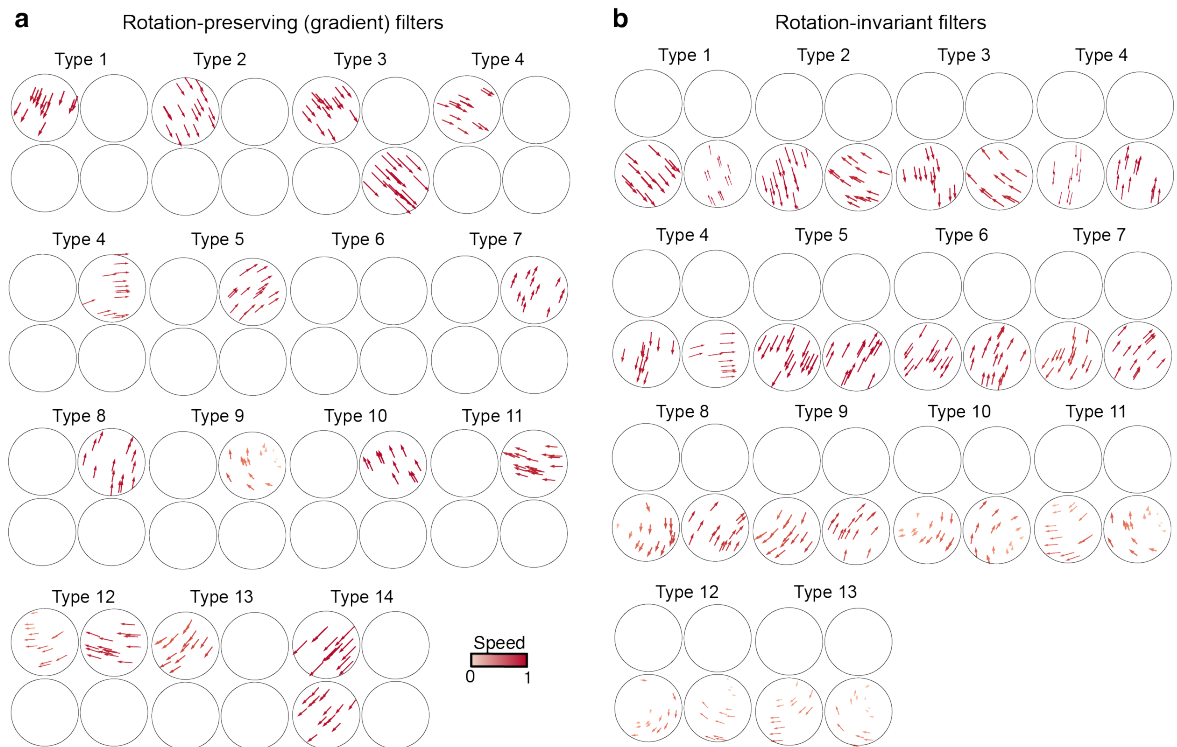 a
Rotation-preserving (gradient) filters
Type 1
Type 2
Type 3
Type 4
Type 4
Type 5
Type 6
Type 7
Type 8
Type 9
Type 10
Type 11
Type 12
Type 13
Type 14
Speed
0
1
b
Rotation-invariant filters
Type 1
Type 2
Type 3
Type 4
Type 4
Type 5
Type 6
Type 7
Type 8
Type 9
Type 10
Type 11
Type 12
Type 13